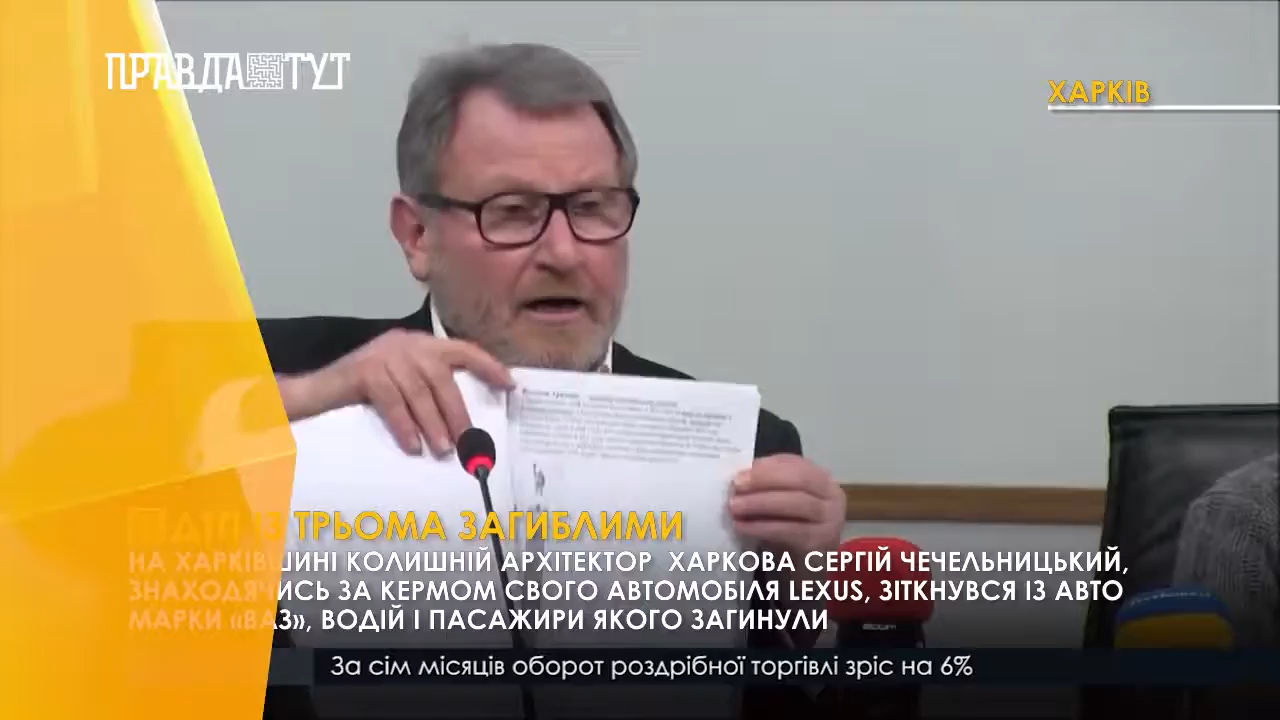 ПРАВДА ТУТ
ХАРКІВ
ДТП ІЗ ТРЬОМА ЗАГИБЛИМИ
НА ХАРКІВЩИНІ КОЛИШНІЙ АРХІТЕКТОР ХАРКОВА СЕРГІЙ ЧЕЧЕЛЬНИЦЬКИЙ,
ЗНАХОДЯЧИСЬ ЗА КЕРМОМ СВОГО АВТОМОБІЛЯ LEXUS, ЗІТКНУВСЯ ІЗ АВТО
МАРКИ «ВАЗ», ВОДІЙ І ПАСАЖИРИ ЯКОГО ЗАГИНУЛИ
За сім місяців оборот роздрібної торгівлі зріс на 6%